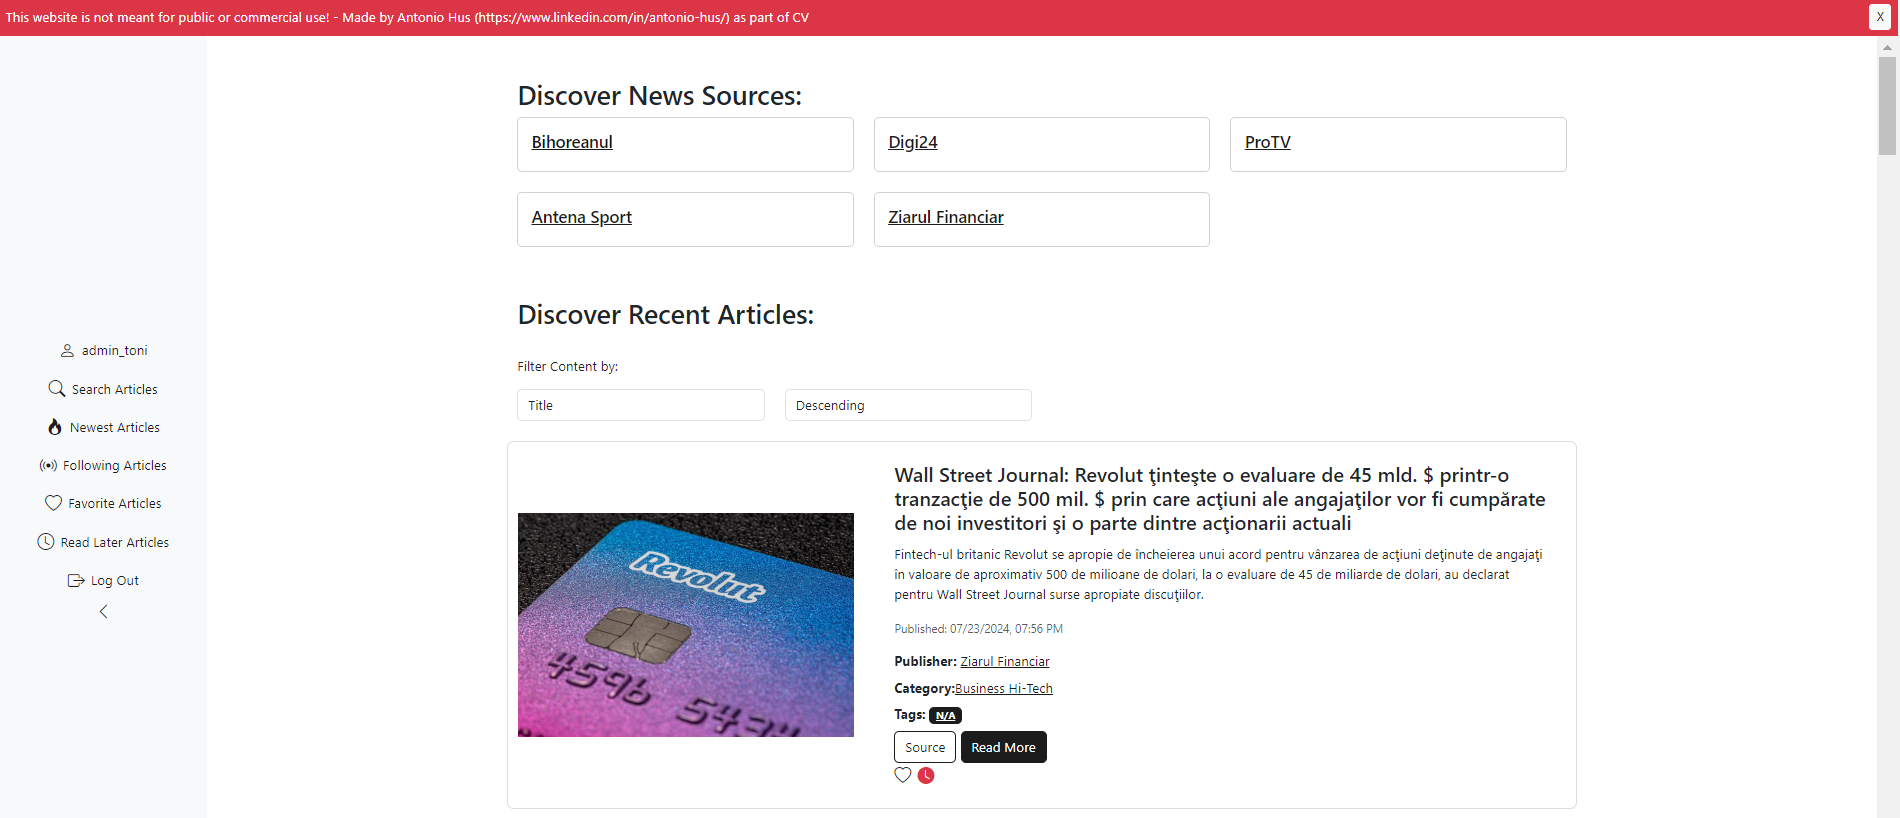 This website is not meant for public or commercial use! - Made by Antonio Hus (https://www.linkedin.com/in/antonio-hus/) as part of CV
X
admin_toni
Search Articles
Newest Articles
Following Articles
Favorite Articles
Read Later Articles
Log Out
Discover News Sources:
Bihoreanul
Digi24
ProTV
Antena Sport
Ziarul Financiar
Discover Recent Articles:
Filter Content by:
Title
Descending
Revolut
4596 5434
Wall Street Journal: Revolut ţinteşte o evaluare de 45 mld. $ printr-o
tranzacţie de 500 mil. $ prin care acţiuni ale angajaţilor vor fi cumpărate
de noi investitori şi o parte dintre acţionarii actuali
Fintech-ul britanic Revolut se apropie de încheierea unui acord pentru vânzarea de acţiuni deţinute de angajaţi
în valoare de aproximativ 500 de milioane de dolari, la o evaluare de 45 de miliarde de dolari, au declarat
pentru Wall Street Journal surse apropiate discuţiilor.
Published: 07/23/2024, 07:56 PM
Publisher: Ziarul Financiar
Category:Business Hi-Tech
Tags: N/A
Source
Read More